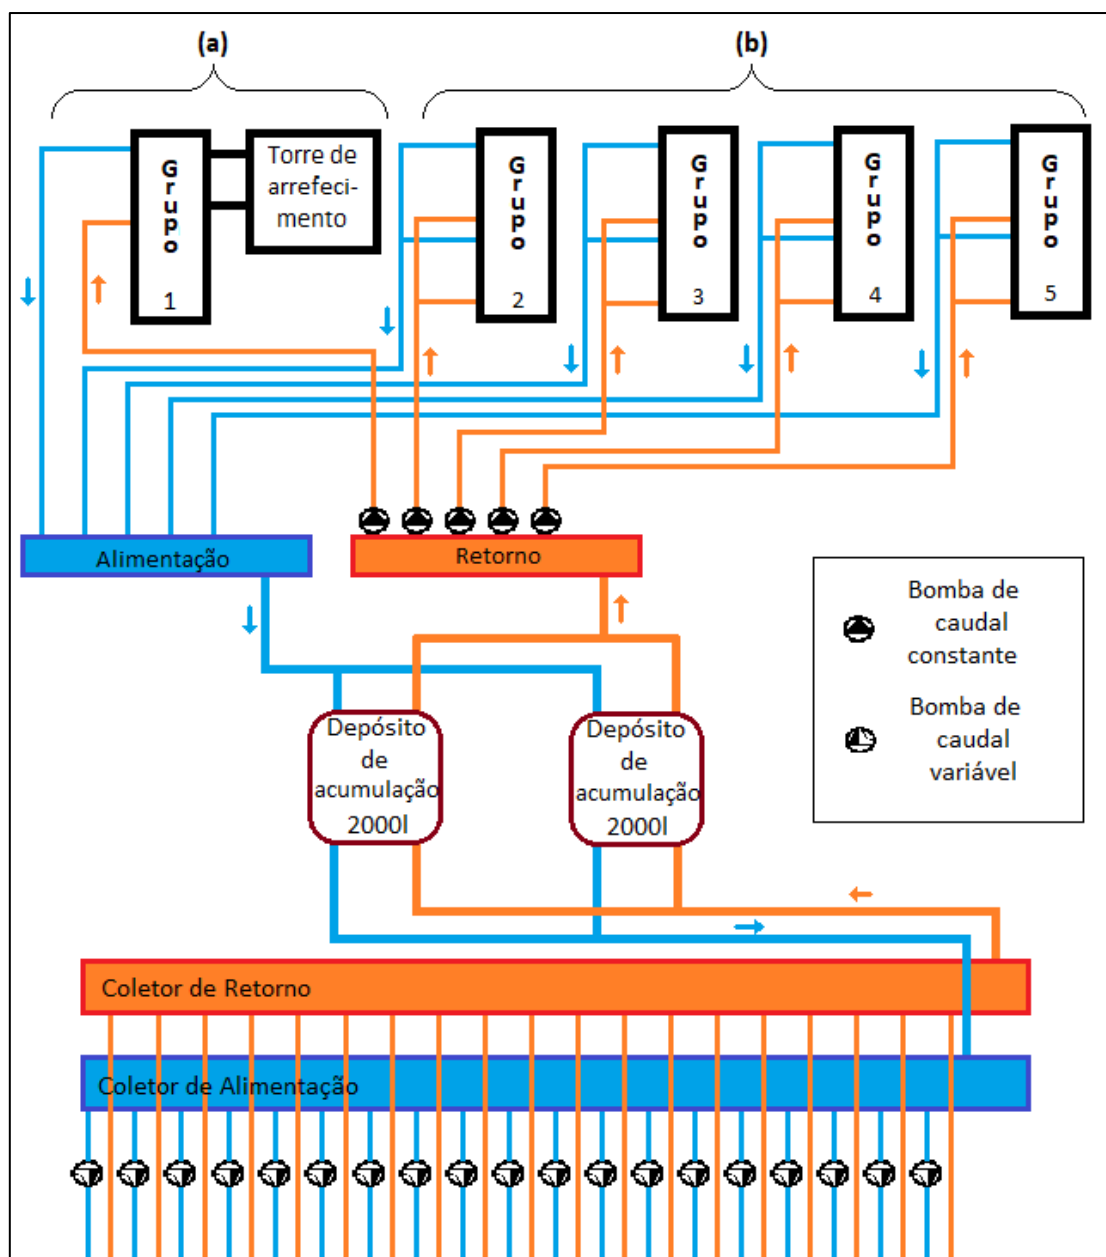 (a)
(b)
Grupo
1
Torre de
arrefeci-
mento
Grupo
2
Grupo
3
Grupo
4
Grupo
5
Alimentação
Retorno
Bomba de
caudal
constante
Bomba de
caudal
variável
Depósito
de
acumulação
2000l
Depósito
de
acumulação
2000l
Coletor de Retorno
Coletor de Alimentação